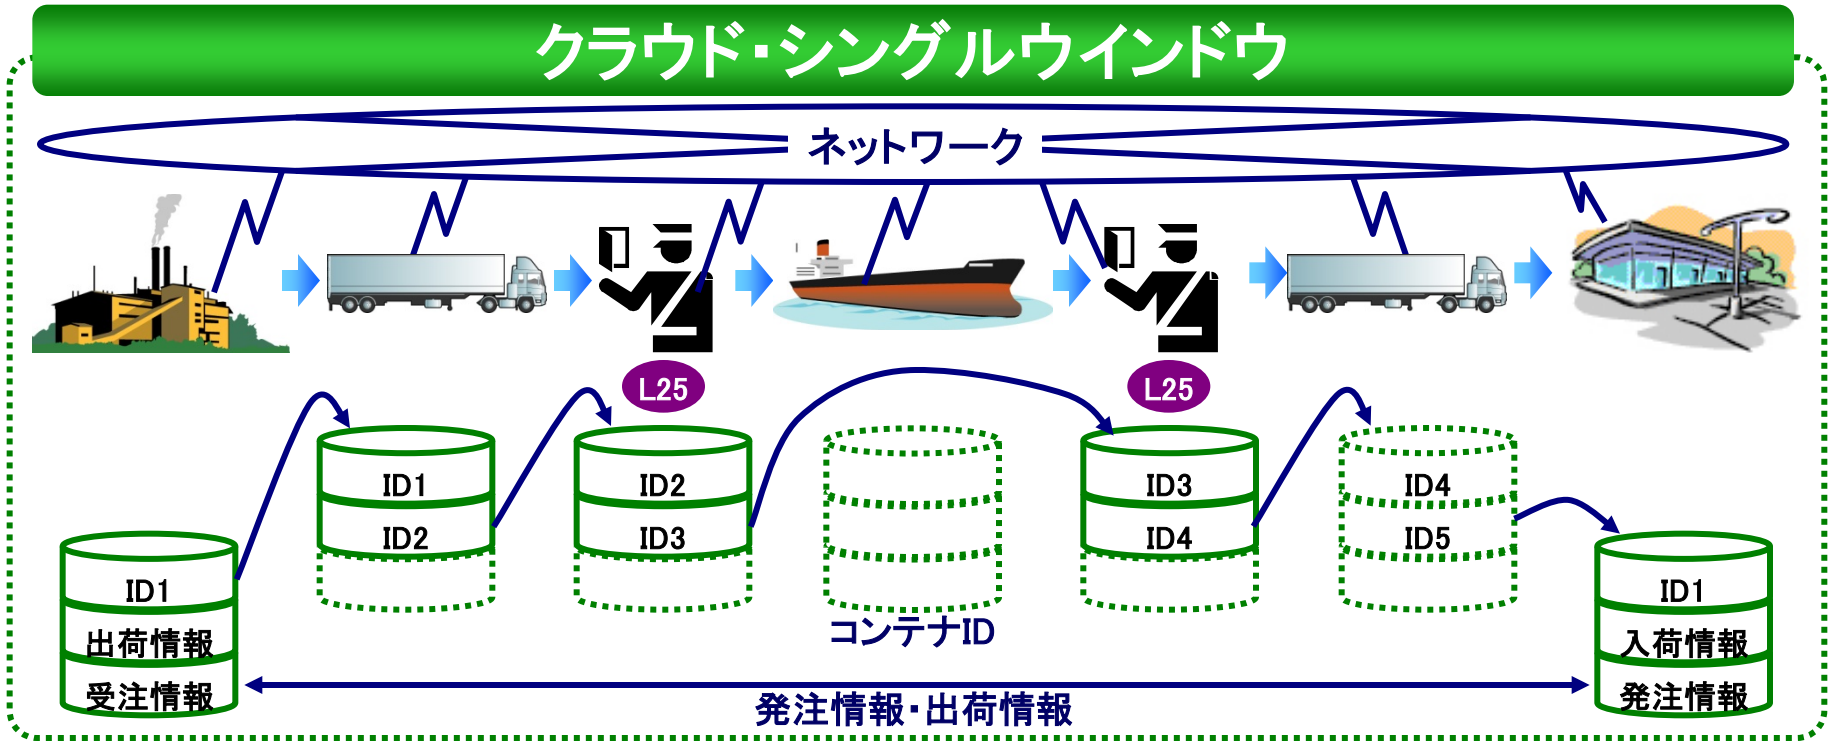 クラウド・シングルウインドウ
ネットワーク
L25
L25
ID1
ID2
ID2
ID3
ID3
ID4
ID4
ID5
ID1
出荷情報
受注情報
コンテナID
ID1
入荷情報
発注情報
発注情報・出荷情報